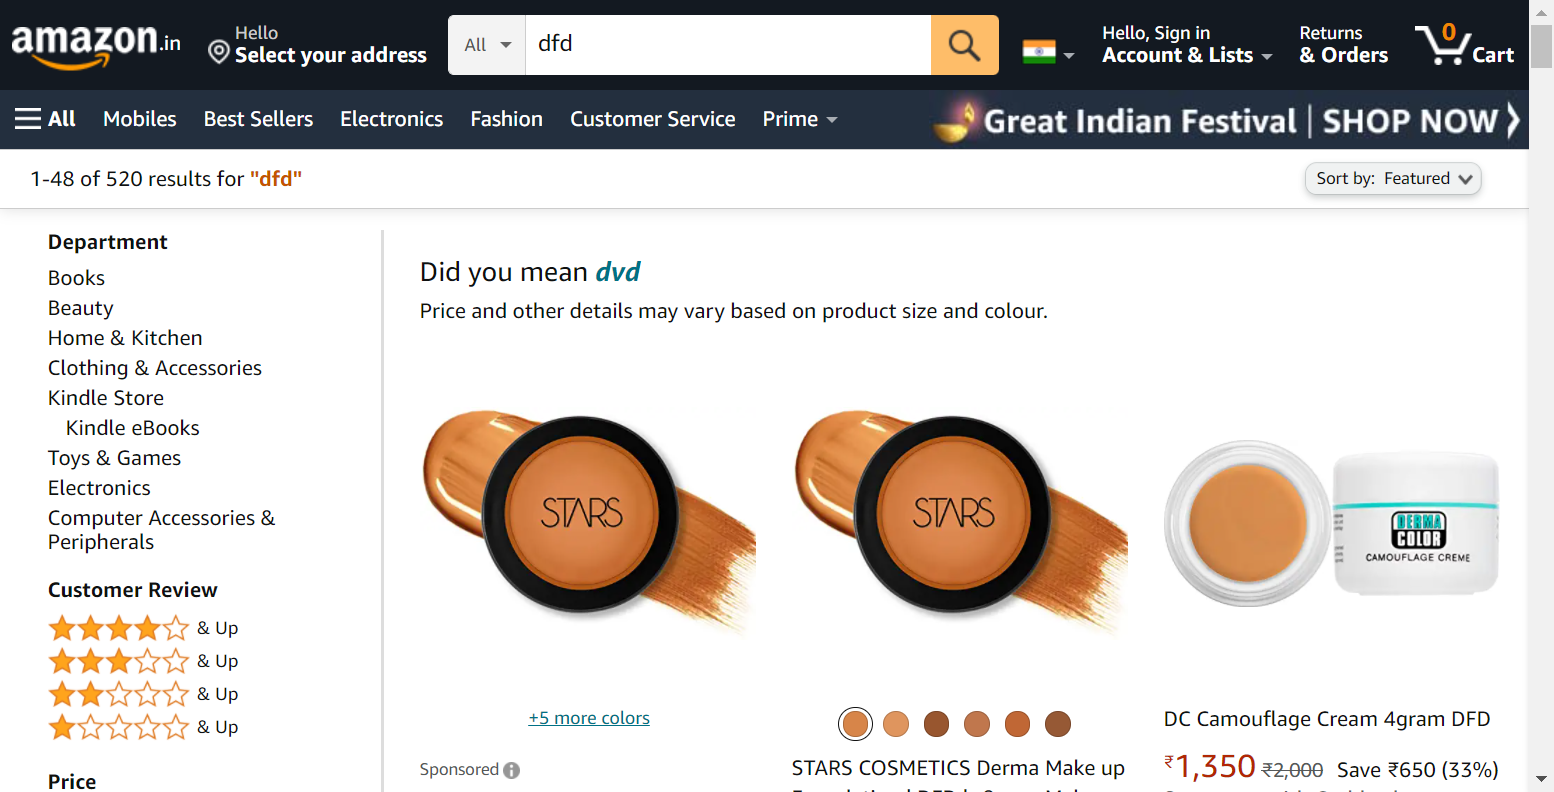 amazon.in
Hello
Select your address
All
dfd
Hello, Sign in
Account & Lists
Returns
& Orders
0
Cart
All
Mobiles
Best Sellers
Electronics
Fashion
Customer Service
Prime
Great Indian Festival | SHOP NOW
1-48 of 520 results for "dfd"
Sort by: Featured
Department
Books
Beauty
Home & Kitchen
Clothing & Accessories
Kindle Store
Kindle eBooks
Toys & Games
Electronics
Computer Accessories &
Peripherals
Customer Review
& Up
& Up
& Up
& Up
Price
Did you mean dvd
Price and other details may vary based on product size and colour.
STARS
+5 more colors
Sponsored
STARS
STARS COSMETICS Derma Make up
DERMA
COLOR
CAMOUFLAGE CREME
DC Camouflage Cream 4gram DFD
₹1,350 ₹2,000 Save ₹650 (33%)